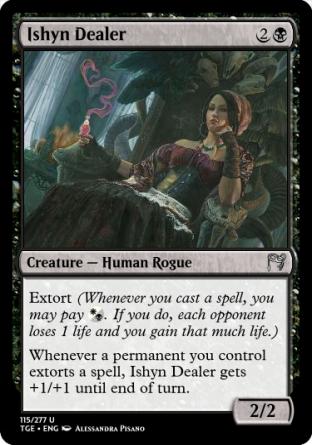 Ishyn Dealer 2
Creature — Human Rogue
Extort (Whenever you cast a spell, you
may pay . If you do, each opponent
loses 1 life and you gain that much life.)
Whenever a permanent you control
extorts a spell, Ishyn Dealer gets
+1/+1 until end of turn.
2/2
115/277 U
TGE • ENG Alessandra Pisano